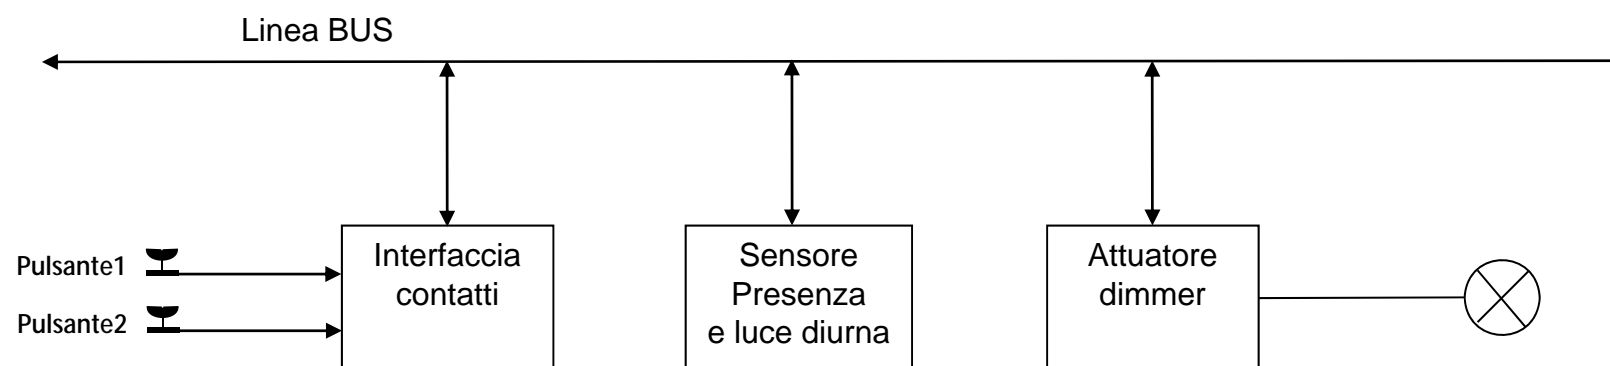 Linea BUS
Pulsante1
Pulsante2
Interfaccia
contatti
Sensore
Presenza
e luce diurna
Attuatore
dimmer